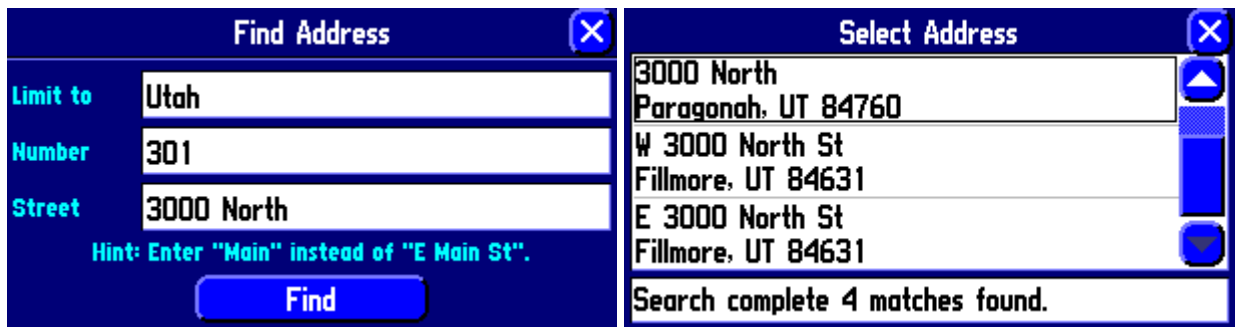 Find Address
Limit to Utah
Number 301
Street 3000 North
Hint: Enter "Main" instead of "E Main St".
Find
Select Address
3000 North
Paragonah, UT 84760
W 3000 North St
Fillmore, UT 84631
E 3000 North St
Fillmore, UT 84631
Search complete 4 matches found.